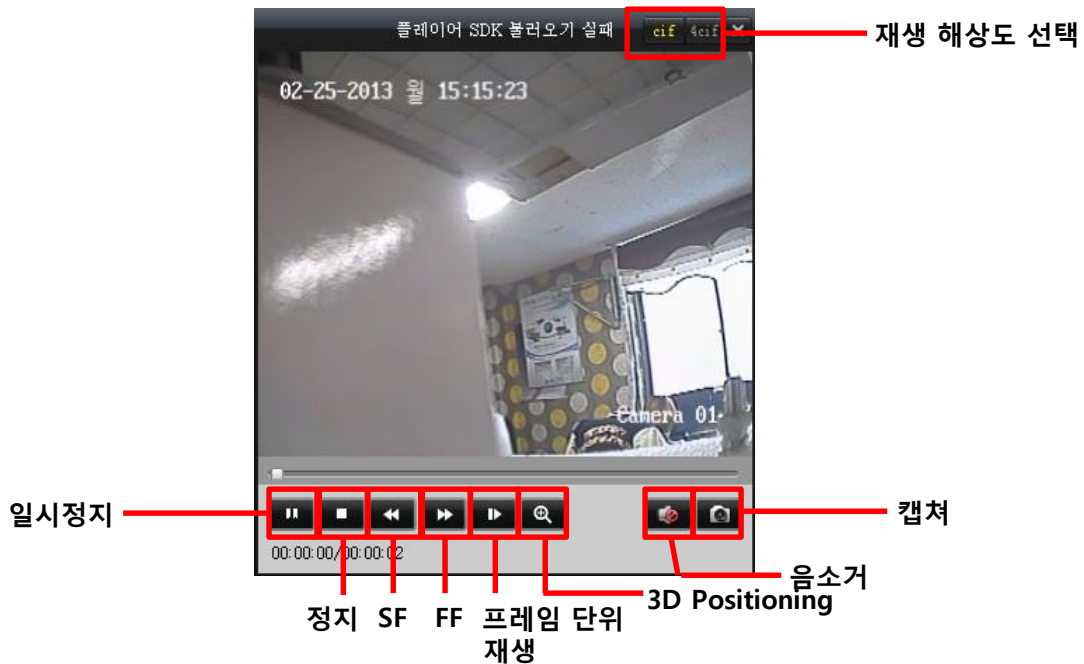 플레이어 SDK 불러오기 실패
cif 4cif
재생 해상도 선택
02-25-2013 월 15:15:23
Camera 01
일시정지
캡쳐
00:00:00/00:00:02
음소거
3D Positioning
정지 SF FF 프레임 단위
재생